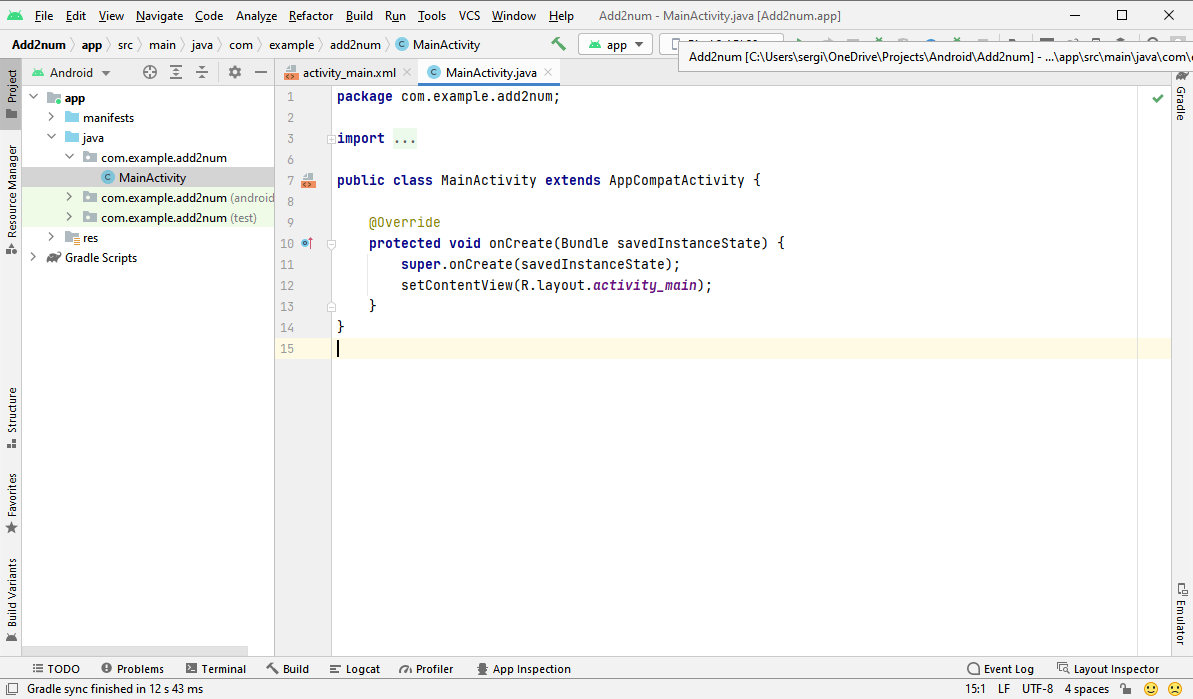 File Edit View Navigate Code Analyze Refactor Build Run Tools VCS Window Help Add2num - MainActivity.java [Add2num.app]
Add2num app src main java com example add2num MainActivity app
Add2num [C:\Users\sergi\OneDrive\Projects\Android\Add2num] - ...\app\src\main\java\com\
Project
Resource Manager
Structure
Favorites
Build Variants
Android
app
manifests
java
com.example.add2num
MainActivity
com.example.add2num (android
com.example.add2num (test)
res
Gradle Scripts
activity_main.xml MainActivity.java
1 package com.example.add2num;
2
3 import ...
6
7 public class MainActivity extends AppCompatActivity {
8
9 @Override
10 protected void onCreate(Bundle savedInstanceState) {
11 super.onCreate(savedInstanceState);
12 setContentView(R.layout.activity_main);
13 }
14 }
15
Gradle
Emulator
TODO Problems Terminal Build Logcat Profiler App Inspection Event Log Layout Inspector
Gradle sync finished in 12 s 43 ms 15:1 LF UTF-8 4 spaces